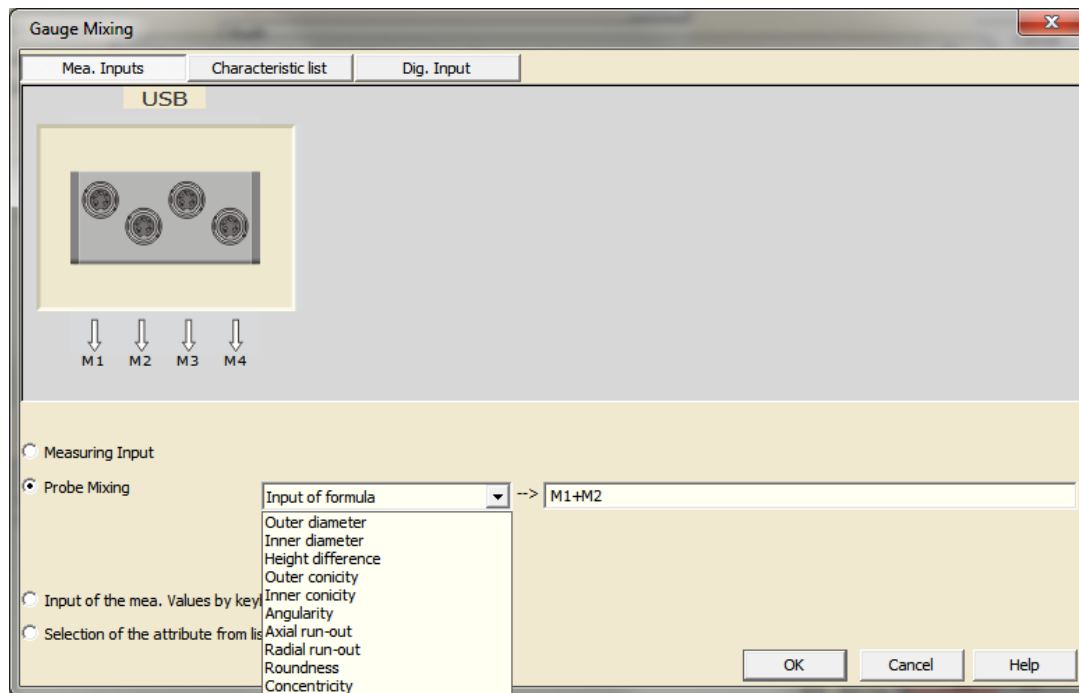 Gauge Mixing
Mea. Inputs Characteristic list Dig. Input
USB
M1 M2 M3 M4
Measuring Input
Probe Mixing Input of formula --> M1+M2
Outer diameter
Inner diameter
Height difference
Outer conicity
Inner conicity
Angularity
Axial run-out
Radial run-out
Roundness
Concentricity
Input of the mea. Values by
Selection of the attribute from
OK Cancel Help